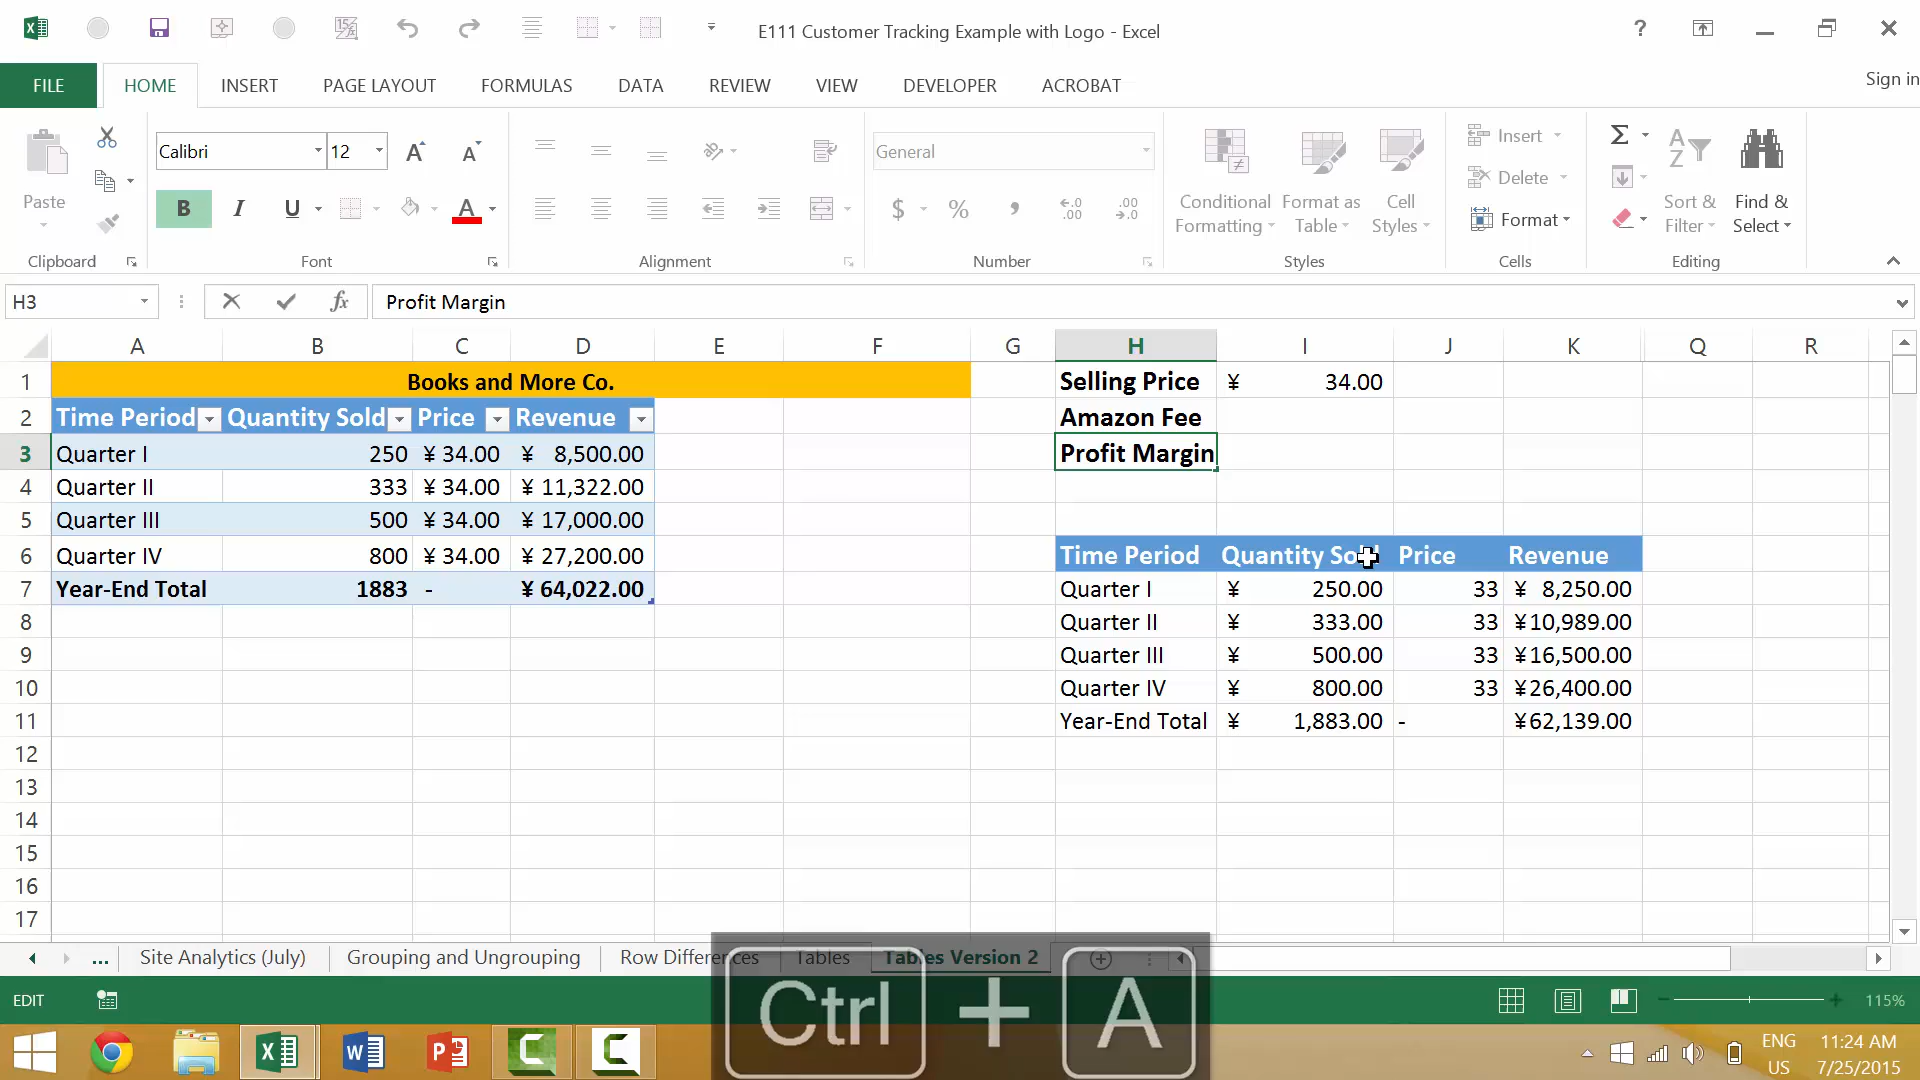 E111 Customer Tracking Example with Logo - Excel
?
Sign in
FILE HOME INSERT PAGE LAYOUT FORMULAS DATA REVIEW VIEW DEVELOPER ACROBAT
Paste
Clipboard
Calibri 12 A A
B I U A
Font
Alignment
General
$ % , ←.0 .00 .00 →.0
Number
Conditional Formatting
Format as Table
Cell Styles
Styles
Insert
Delete
Format
Cells
Σ
Sort & Filter
Find & Select
Editing
H3 fx Profit Margin
A B C D E F G H I J K Q R
1 Books and More Co. Selling Price ¥ 34.00
2 Time Period Quantity Sold Price Revenue Amazon Fee
3 Quarter I 250 ¥ 34.00 ¥ 8,500.00 Profit Margin
4 Quarter II 333 ¥ 34.00 ¥ 11,322.00
5 Quarter III 500 ¥ 34.00 ¥ 17,000.00
6 Quarter IV 800 ¥ 34.00 ¥ 27,200.00 Time Period Quantity Sold Price Revenue
7 Year-End Total 1883 - ¥ 64,022.00 Quarter I ¥ 250.00 33 ¥ 8,250.00
8 Quarter II ¥ 333.00 33 ¥10,989.00
9 Quarter III ¥ 500.00 33 ¥16,500.00
10 Quarter IV ¥ 800.00 33 ¥26,400.00
11 Year-End Total ¥ 1,883.00 - ¥62,139.00
12
13
14
15
16
17
... Site Analytics (July) Grouping and Ungrouping Row Differences Tables Tables Version 2
Ctrl + A
EDIT 115%
ENG 11:24 AM
US 7/25/2015